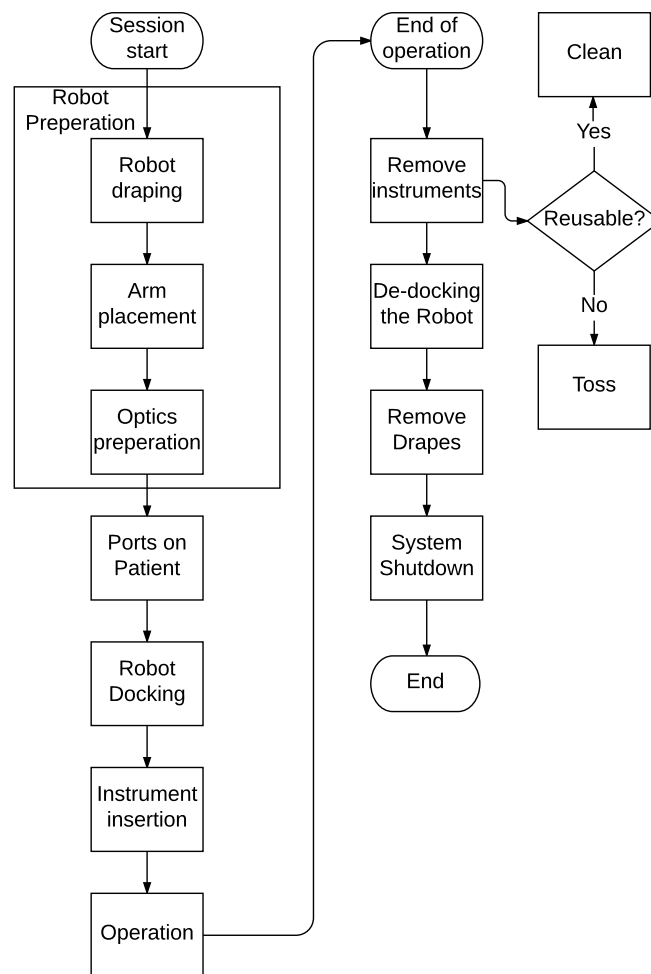 Session
start
Robot
Preperation
Robot
draping
Arm
placement
Optics
preperation
Ports on
Patient
Robot
Docking
Instrument
insertion
Operation
End of
operation
Remove
instruments
De-docking
the Robot
Remove
Drapes
System
Shutdown
End
Clean
Yes
Reusable?
No
Toss